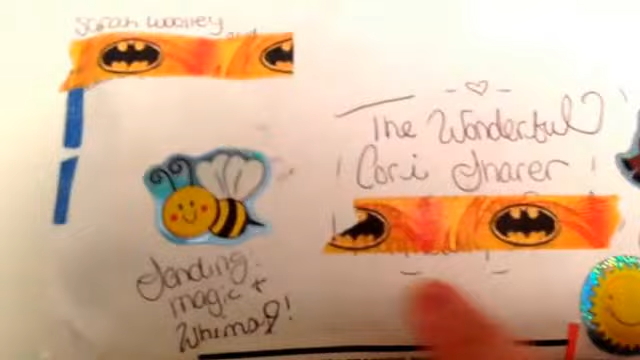 Sarah Woolley
The Wonderful
Cori Sharer
Sending
magic +
Whimsy!